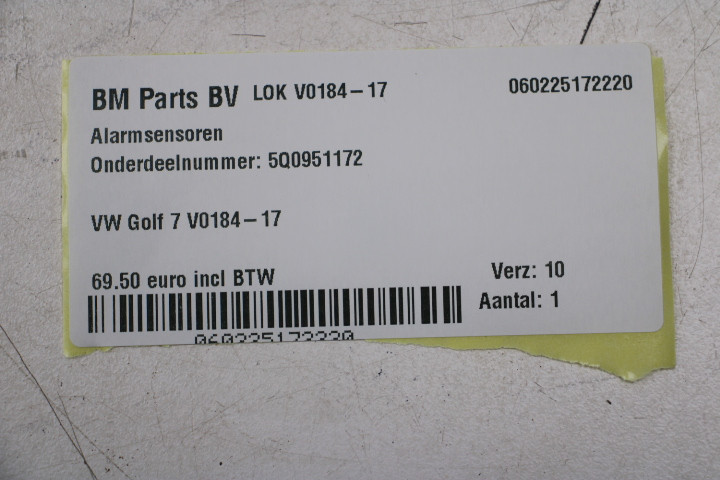 BM Parts BV LOK V0184-17 060225172220
Alarmsensoren
Onderdeelnummer: 5Q0951172
VW Golf 7 V0184-17
69.50 euro incl BTW
Verz: 10
Aantal: 1
060225172220